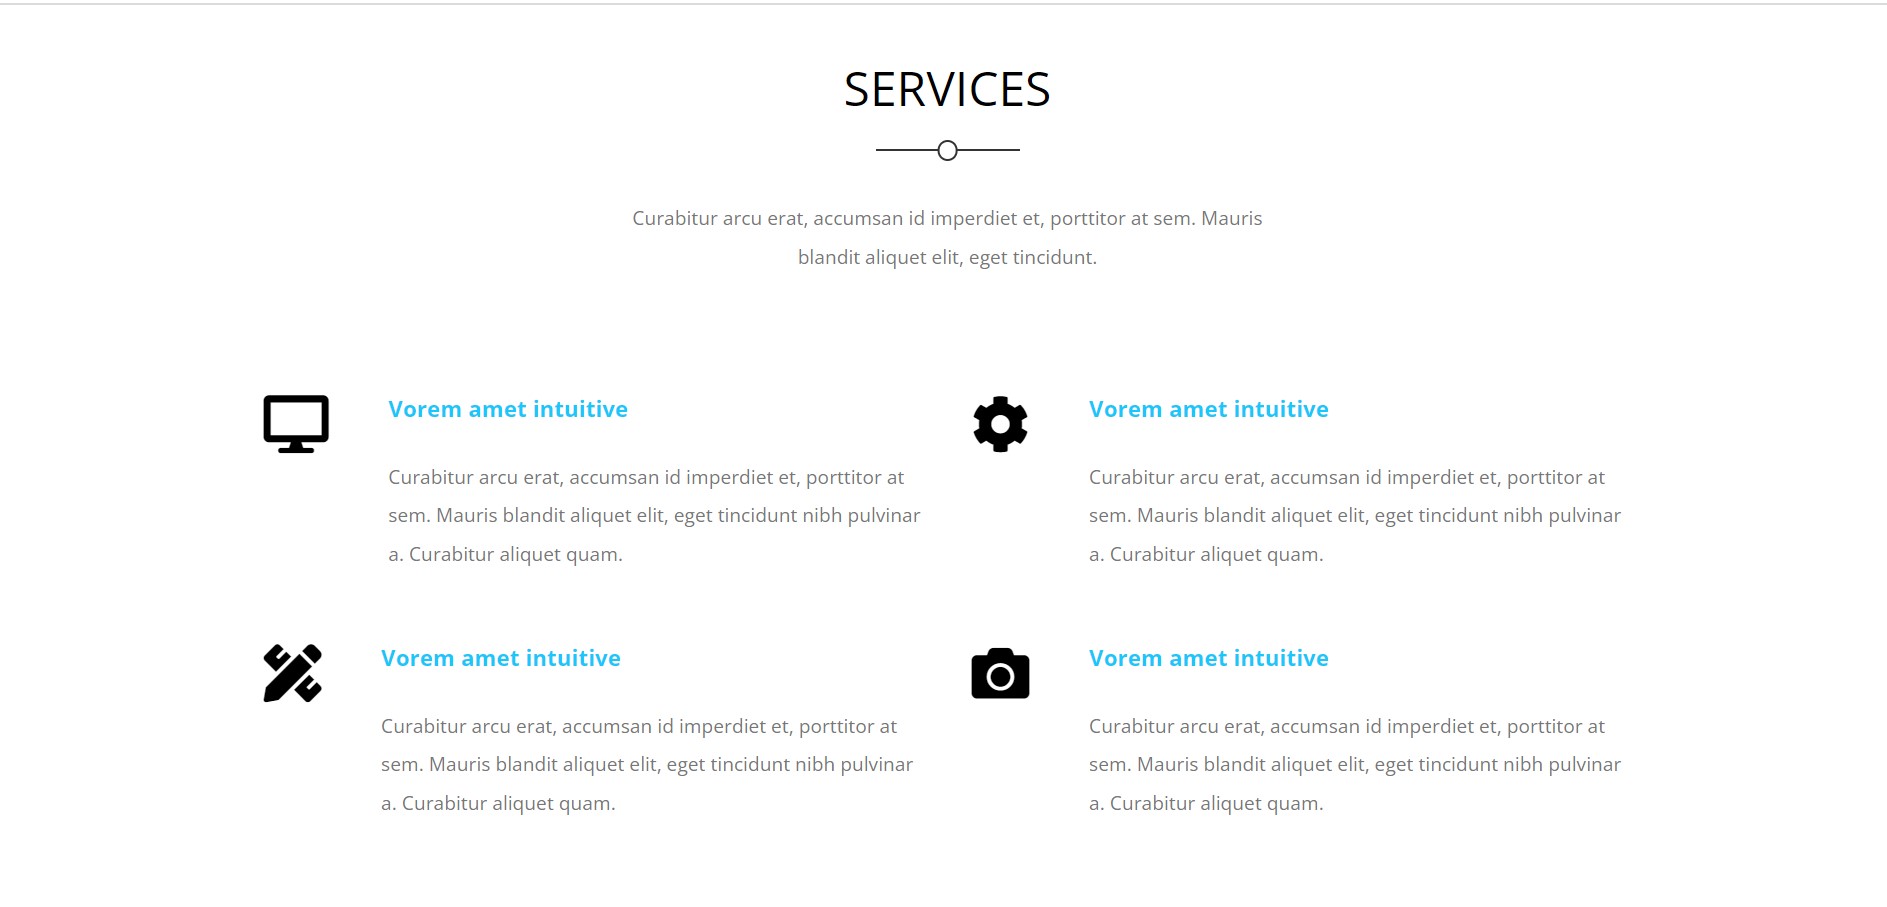 SERVICES
Curabitur arcu erat, accumsan id imperdiet et, porttitor at sem. Mauris
blandit aliquet elit, eget tincidunt.
Vorem amet intuitive
Curabitur arcu erat, accumsan id imperdiet et, porttitor at
sem. Mauris blandit aliquet elit, eget tincidunt nibh pulvinar
a. Curabitur aliquet quam.
Vorem amet intuitive
Curabitur arcu erat, accumsan id imperdiet et, porttitor at
sem. Mauris blandit aliquet elit, eget tincidunt nibh pulvinar
a. Curabitur aliquet quam.
Vorem amet intuitive
Curabitur arcu erat, accumsan id imperdiet et, porttitor at
sem. Mauris blandit aliquet elit, eget tincidunt nibh pulvinar
a. Curabitur aliquet quam.
Vorem amet intuitive
Curabitur arcu erat, accumsan id imperdiet et, porttitor at
sem. Mauris blandit aliquet elit, eget tincidunt nibh pulvinar
a. Curabitur aliquet quam.